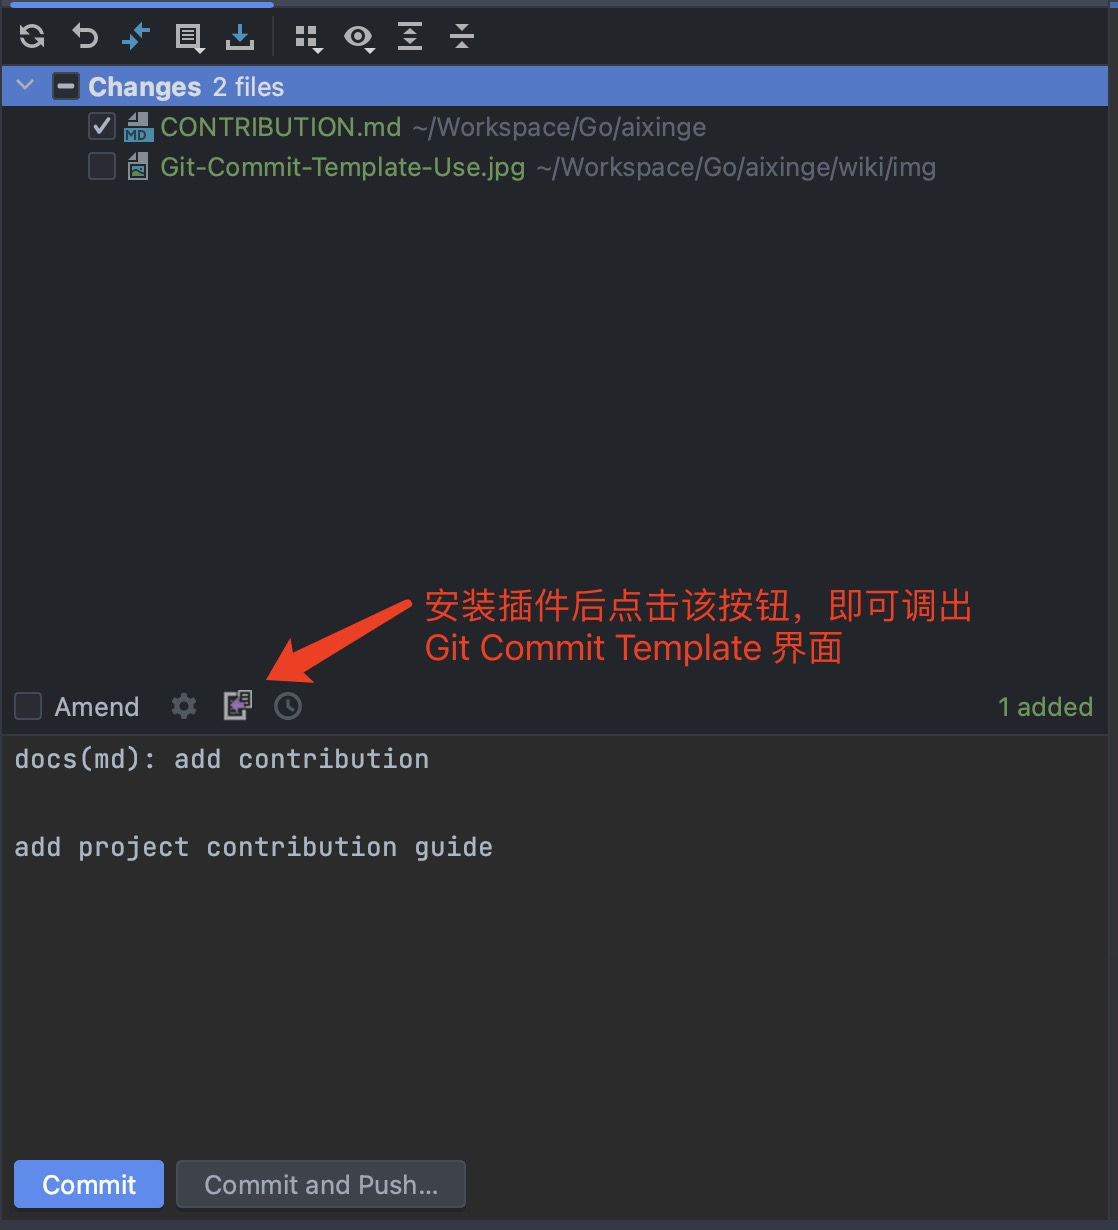 Changes 2 files
MD CONTRIBUTION.md ~/Workspace/Go/aixinge
Git-Commit-Template-Use.jpg ~/Workspace/Go/aixinge/wiki/img
安装插件后点击该按钮，即可调出
Git Commit Template 界面
Amend 1 added
docs(md): add contribution
add project contribution guide
Commit Commit and Push...